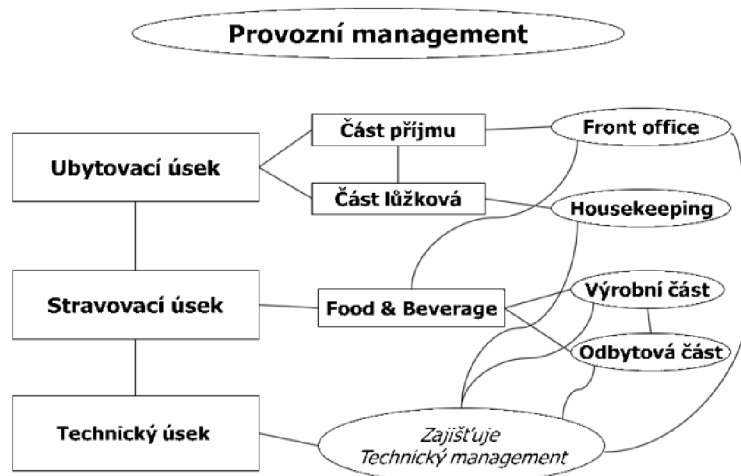 Provozní management
Část příjmu
Front office
Ubytovací úsek
Část lůžková
Housekeeping
Stravovací úsek
Food & Beverage
Výrobní část
Odbytová část
Technický úsek
Zajišťuje
Technický management